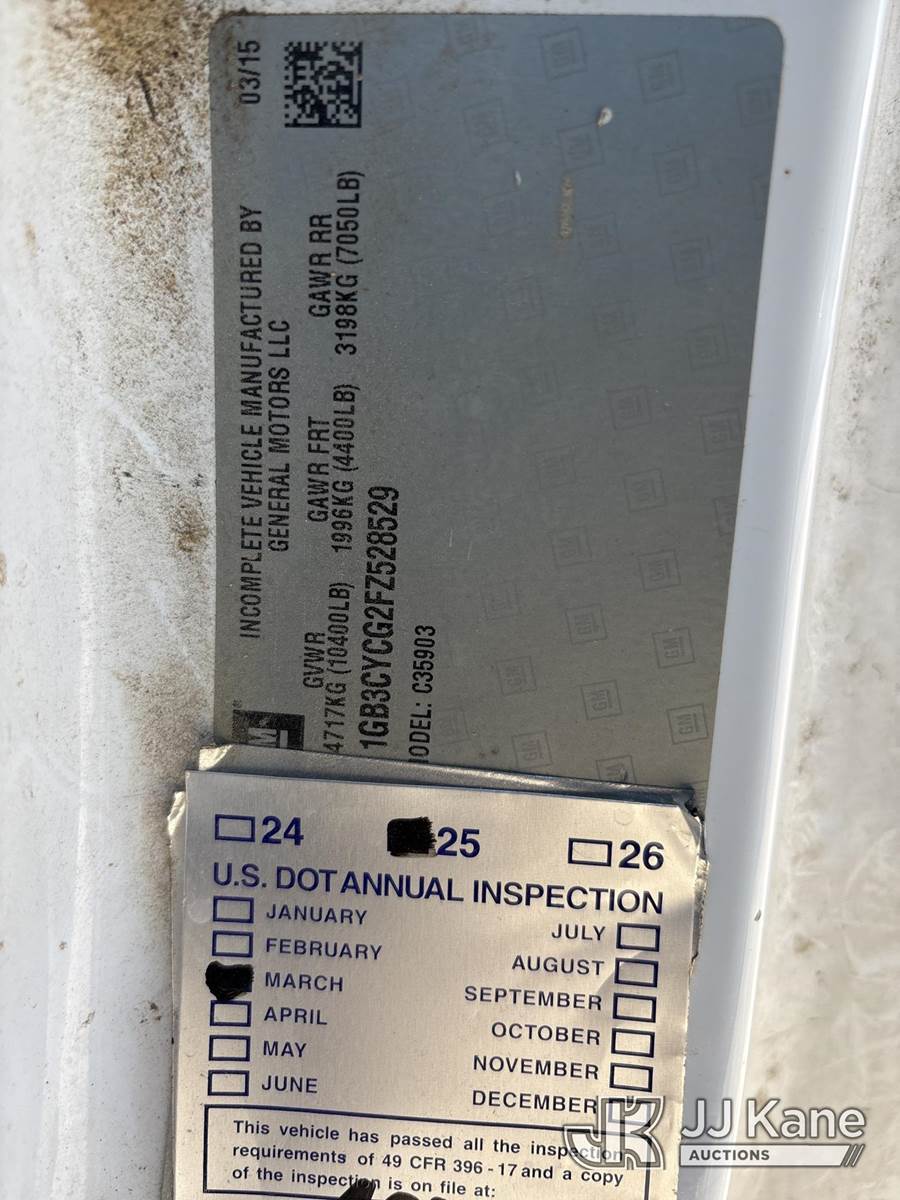 INCOMPLETE VEHICLE MANUFACTURED BY 03/15
GENERAL MOTORS LLC
GVWR GAWR FRT GAWR RR
4717KG (10400LB) 1996KG (4400LB) 3198KG (7050LB)
1GB3CYCG2FZ528529
MODEL: C35903
GM
24 25 26
U.S. DOT ANNUAL INSPECTION
JANUARY JULY
FEBRUARY AUGUST
MARCH SEPTEMBER
APRIL OCTOBER
MAY NOVEMBER
JUNE DECEMBER
This vehicle has passed all the inspection
requirements of 49 CFR 396-17 and a copy
of the inspection is on file at:
JK JJ Kane
AUCTIONS